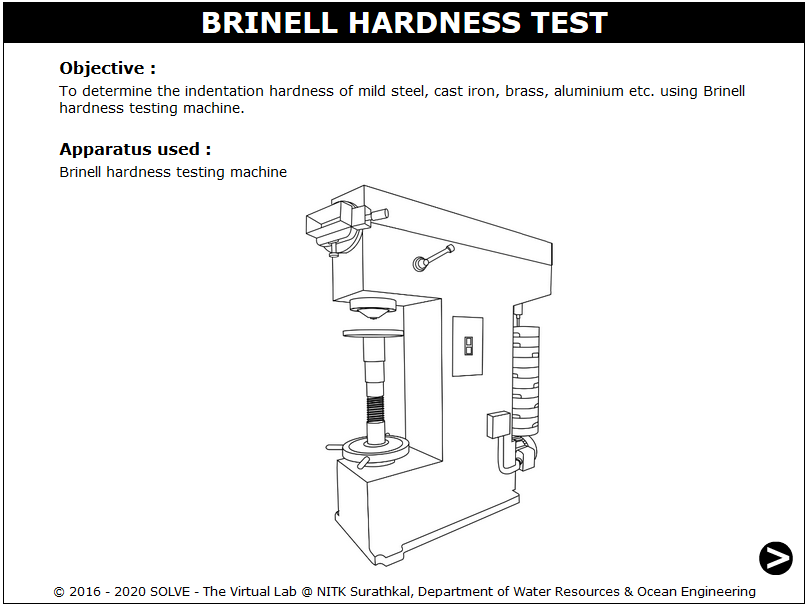 BRINELL HARDNESS TEST
Objective :
To determine the indentation hardness of mild steel, cast iron, brass, aluminium etc. using Brinell
hardness testing machine.
Apparatus used :
Brinell hardness testing machine
© 2016 - 2020 SOLVE - The Virtual Lab @ NITK Surathkal, Department of Water Resources & Ocean Engineering